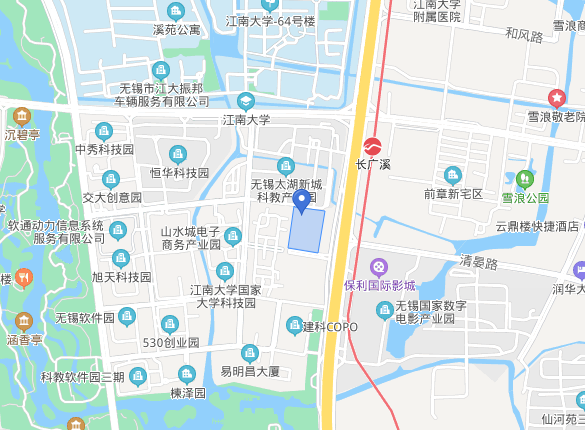 溪苑公寓
江南大学-64号楼
江南大学
附属医院
和风路
雪浪商
无锡市江大振邦
车辆服务有限公司
江南大学
雪浪敬老院
沉碧亭
中秀科技园
恒华科技园
长广溪
交大创意园
无锡太湖新城
科教产
前章新宅区
雪浪公园
学
软通动力信息系统
服务有限公司
山水城电子
商务产业园
云鼎楼快捷酒店
清晏路
楼
旭天科技园
保利国际影城
润华大
江南大学国家
大学科技园
无锡国家数字
电影产业园
无锡软件园
建科COPO
涵香亭
530创业园
易明昌大厦
科教软件园三期
楝泽园
仙河苑三